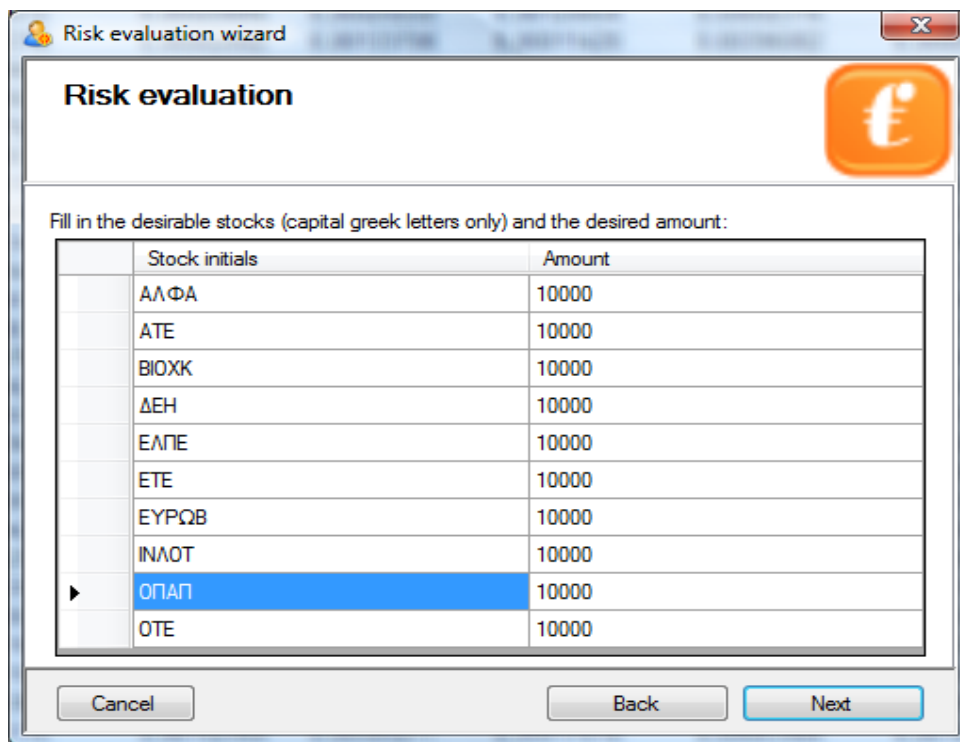 Risk evaluation wizard
Risk evaluation
Fill in the desirable stocks (capital greek letters only) and the desired amount:
Stock initials Amount
ΑΛΦΑ 10000
ΑΤΕ 10000
ΒΙΟΧΚ 10000
ΔΕΗ 10000
ΕΛΠΕ 10000
ΕΤΕ 10000
ΕΥΡΩΒ 10000
ΙΝΛΟΤ 10000
ΟΠΑΠ 10000
ΟΤΕ 10000
Cancel Back Next